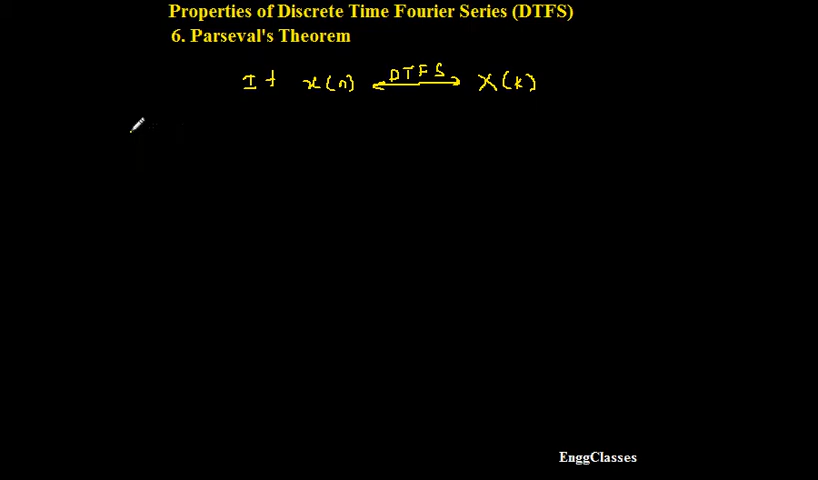 Properties of Discrete Time Fourier Series (DTFS)
6. Parseval's Theorem
If x(n) DTFS X(k)
EnggClasses